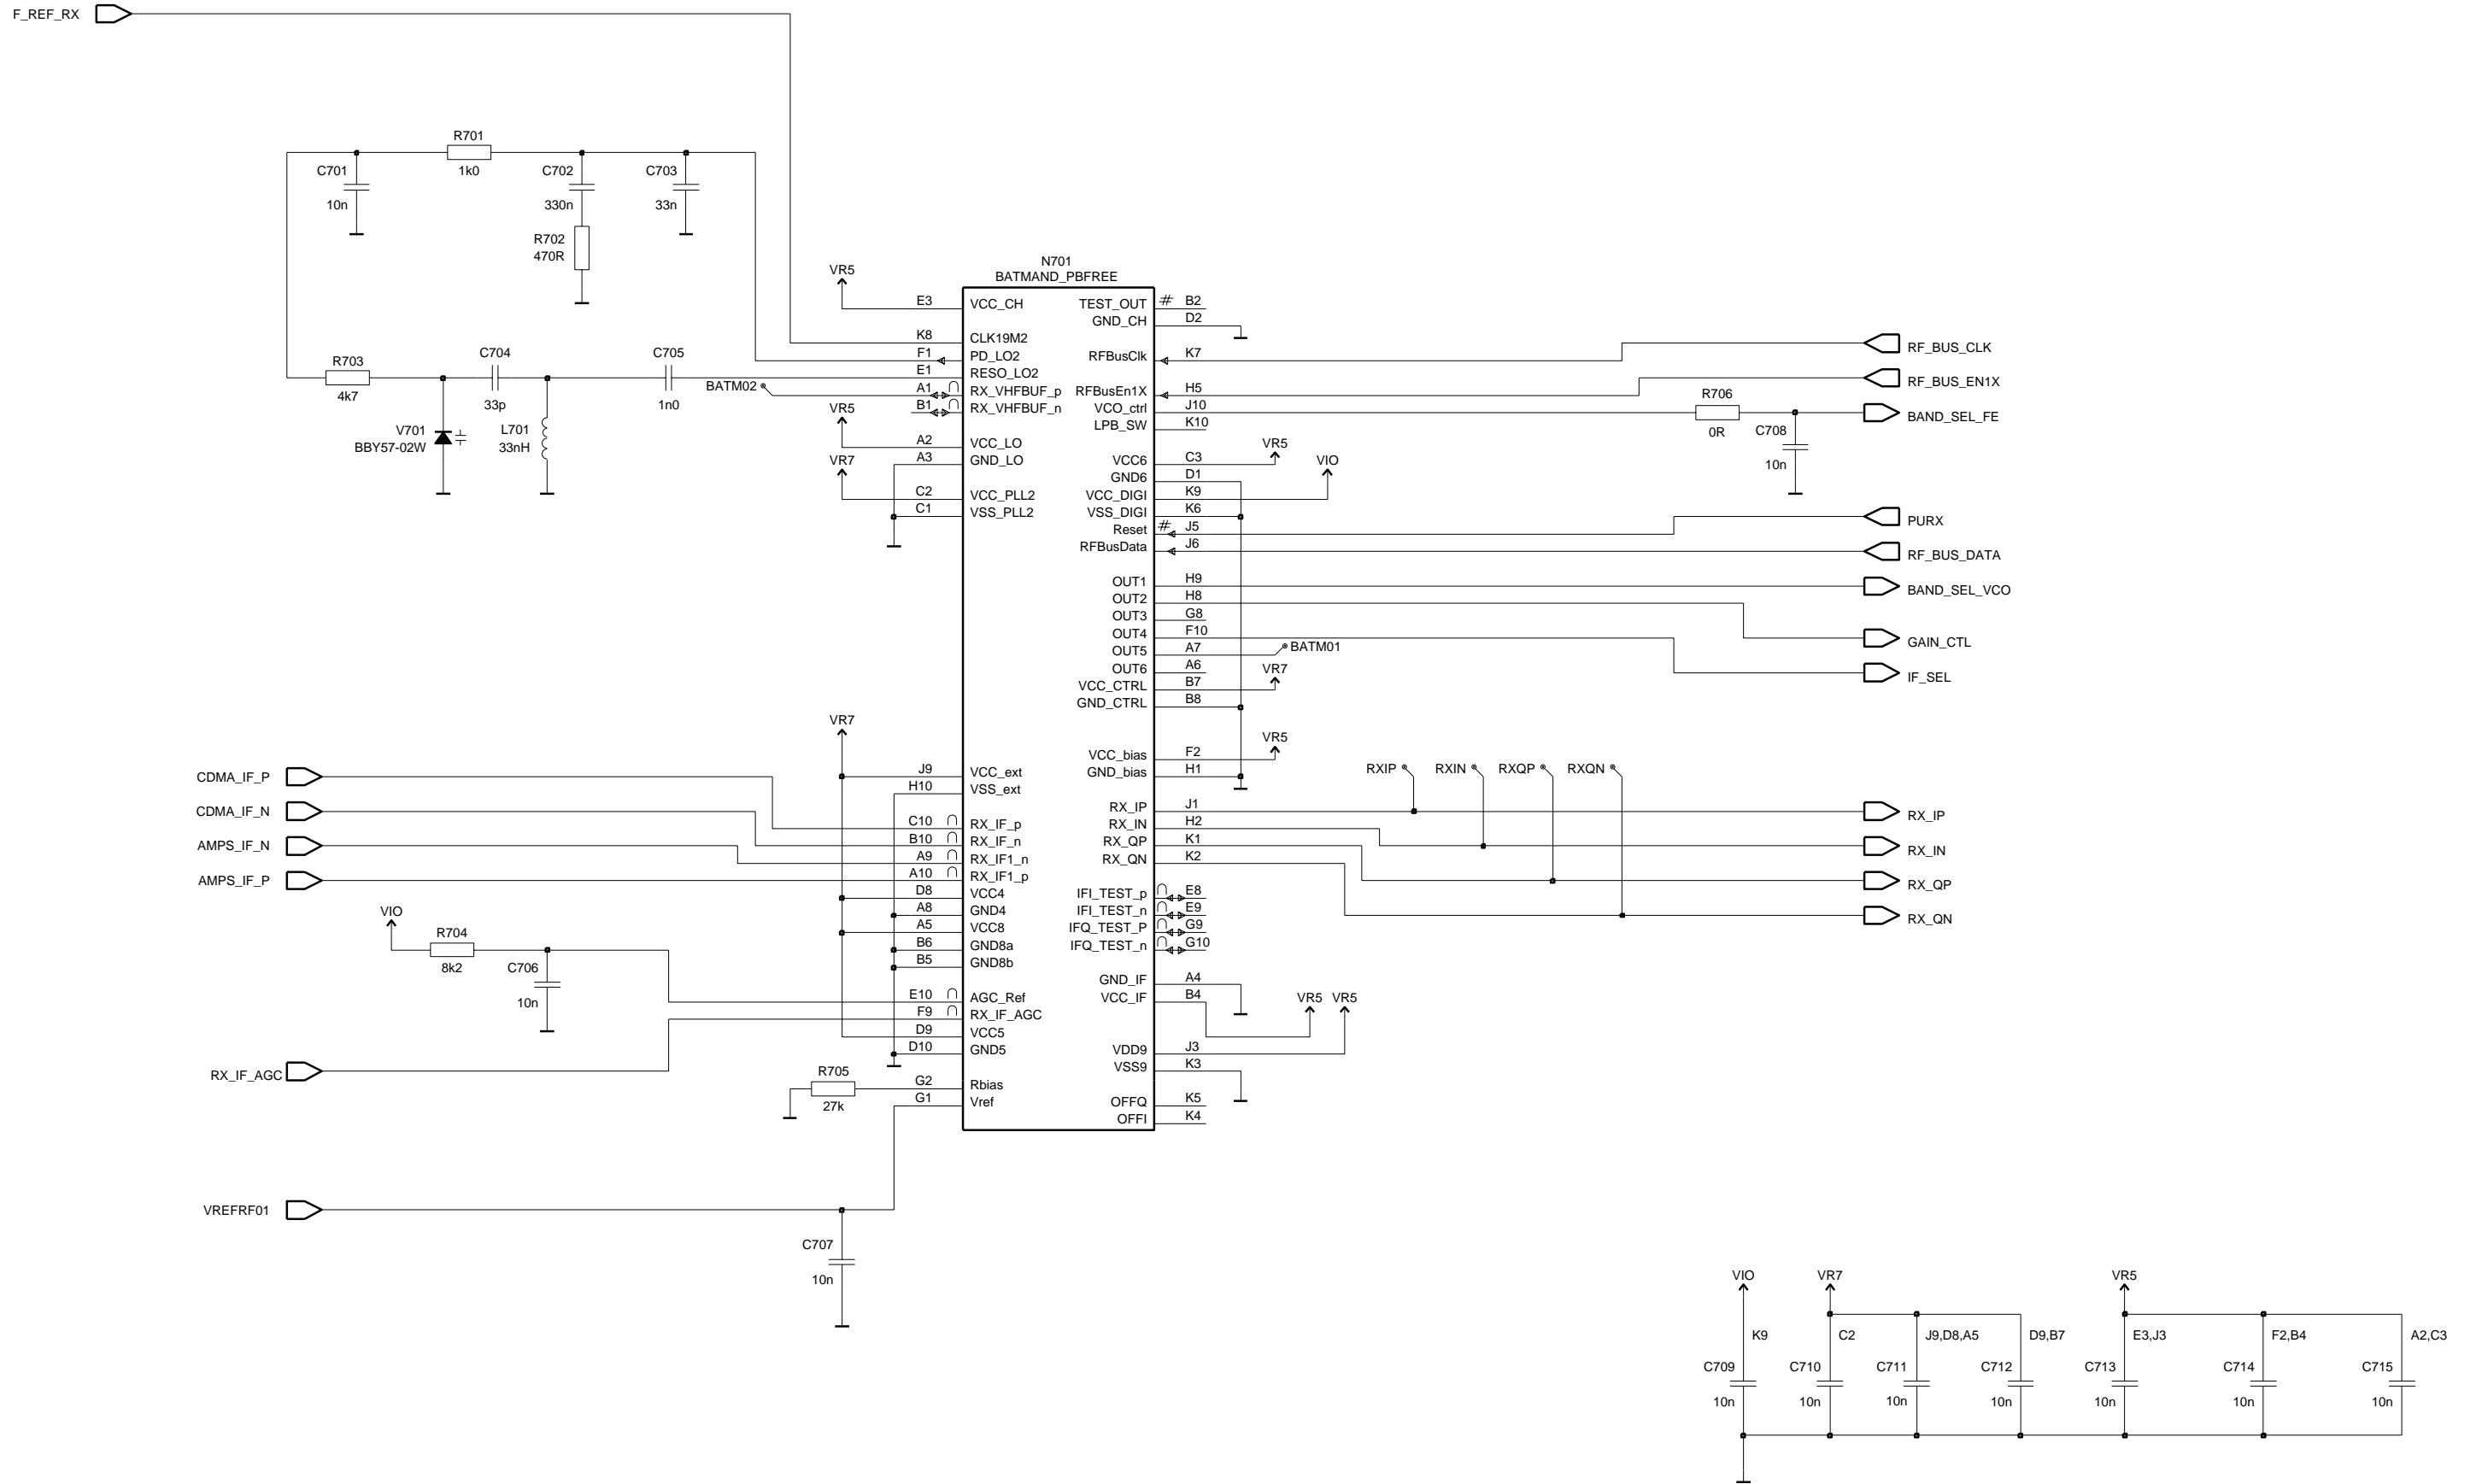 F_REF_RX
R701
1k0
C701
10n
C702
330n
C703
33n
R702
470R
R703
4k7
C704
33p
C705
1n0
V701
BBY57-02W
L701
33nH
BATM02
N701
BATMAND_PBFREE
VR5
E3 VCC_CH
K8 CLK19M2
F1 PD_LO2
E1 RESO_LO2
A1 RX_VHFBUF_p
B1 RX_VHFBUF_n
VR5
A2 VCC_LO
A3 GND_LO
VR7
C2 VCC_PLL2
C1 VSS_PLL2
VR7
J9 VCC_ext
H10 VSS_ext
C10 RX_IF_p
B10 RX_IF_n
A9 RX_IF1_n
A10 RX_IF1_p
D8 VCC4
A8 GND4
A5 VCC8
B6 GND8a
B5 GND8b
E10 AGC_Ref
F9 RX_IF_AGC
D9 VCC5
D10 GND5
G2 Rbias
G1 Vref
CDMA_IF_P
CDMA_IF_N
AMPS_IF_N
AMPS_IF_P
VIO
R704
8k2
C706
10n
RX_IF_AGC
R705
27k
VREFRF01
C707
10n
TEST_OUT # B2
GND_CH D2
RFBusClk K7
RFBusEn1X H5
VCO_ctrl J10
LPB_SW K10
VCC6 C3
VR5
GND6 D1
VCC_DIGI K9
VIO
VSS_DIGI K6
Reset # J5
RFBusData J6
OUT1 H9
OUT2 H8
OUT3 G8
OUT4 F10
OUT5 A7
BATM01
OUT6 A6
VCC_CTRL B7
VR7
GND_CTRL B8
VCC_bias F2
VR5
GND_bias H1
RX_IP J1
RX_IN H2
RX_QP K1
RX_QN K2
IFI_TEST_p E8
IFI_TEST_n E9
IFQ_TEST_P G9
IFQ_TEST_n G10
GND_IF A4
VCC_IF B4
VR5 VR5
VDD9 J3
VSS9 K3
OFFQ K5
OFFI K4
RF_BUS_CLK
RF_BUS_EN1X
R706
0R
C708
10n
BAND_SEL_FE
PURX
RF_BUS_DATA
BAND_SEL_VCO
GAIN_CTL
IF_SEL
RXIP RXIN RXQP RXQN
RX_IP
RX_IN
RX_QP
RX_QN
VIO VR7 VR5
K9 C2 J9,D8,A5 D9,B7 E3,J3 F2,B4 A2,C3
C709 C710 C711 C712 C713 C714 C715
10n 10n 10n 10n 10n 10n 10n